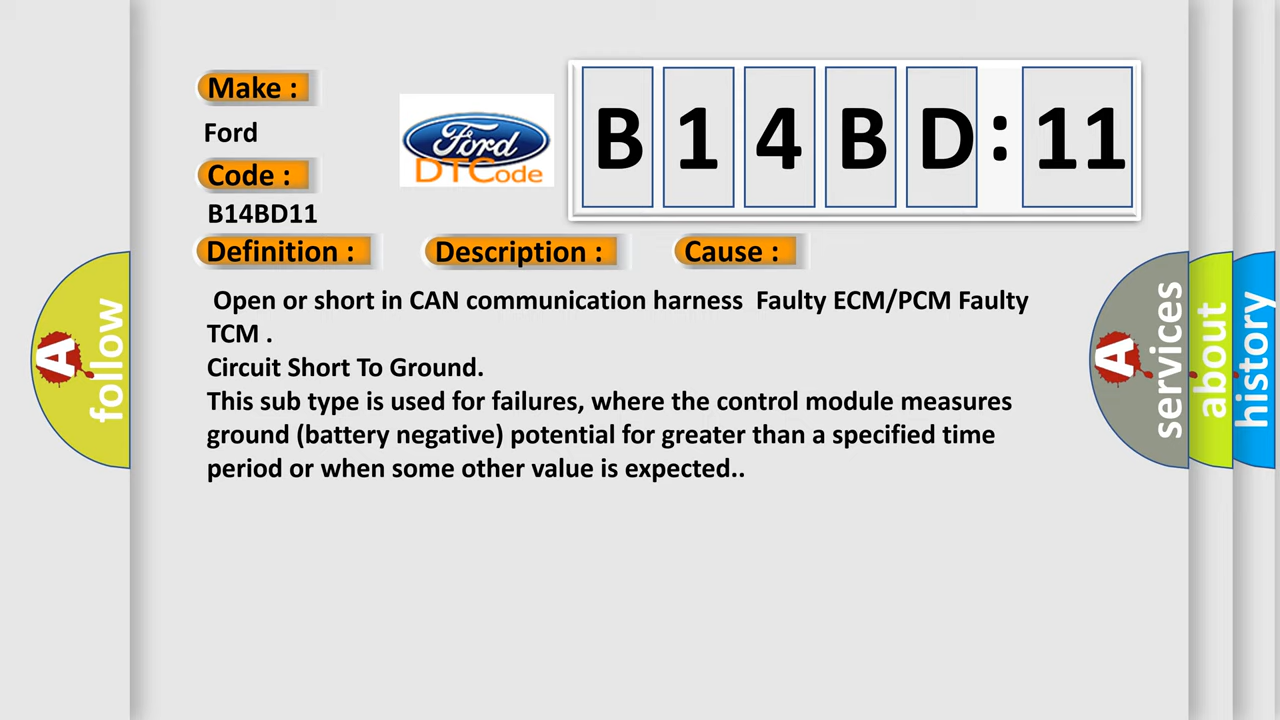 Make :
Ford
Code :
B14BD11
Ford
DTCode
B14BD:11
Definition :
Description :
Cause :
Open or short in CAN communication harness  Faulty ECM/PCM Faulty
TCM .
Circuit Short To Ground.
This sub type is used for failures, where the control module measures
ground (battery negative) potential for greater than a specified time
period or when some other value is expected..
A follow
A services
about
history